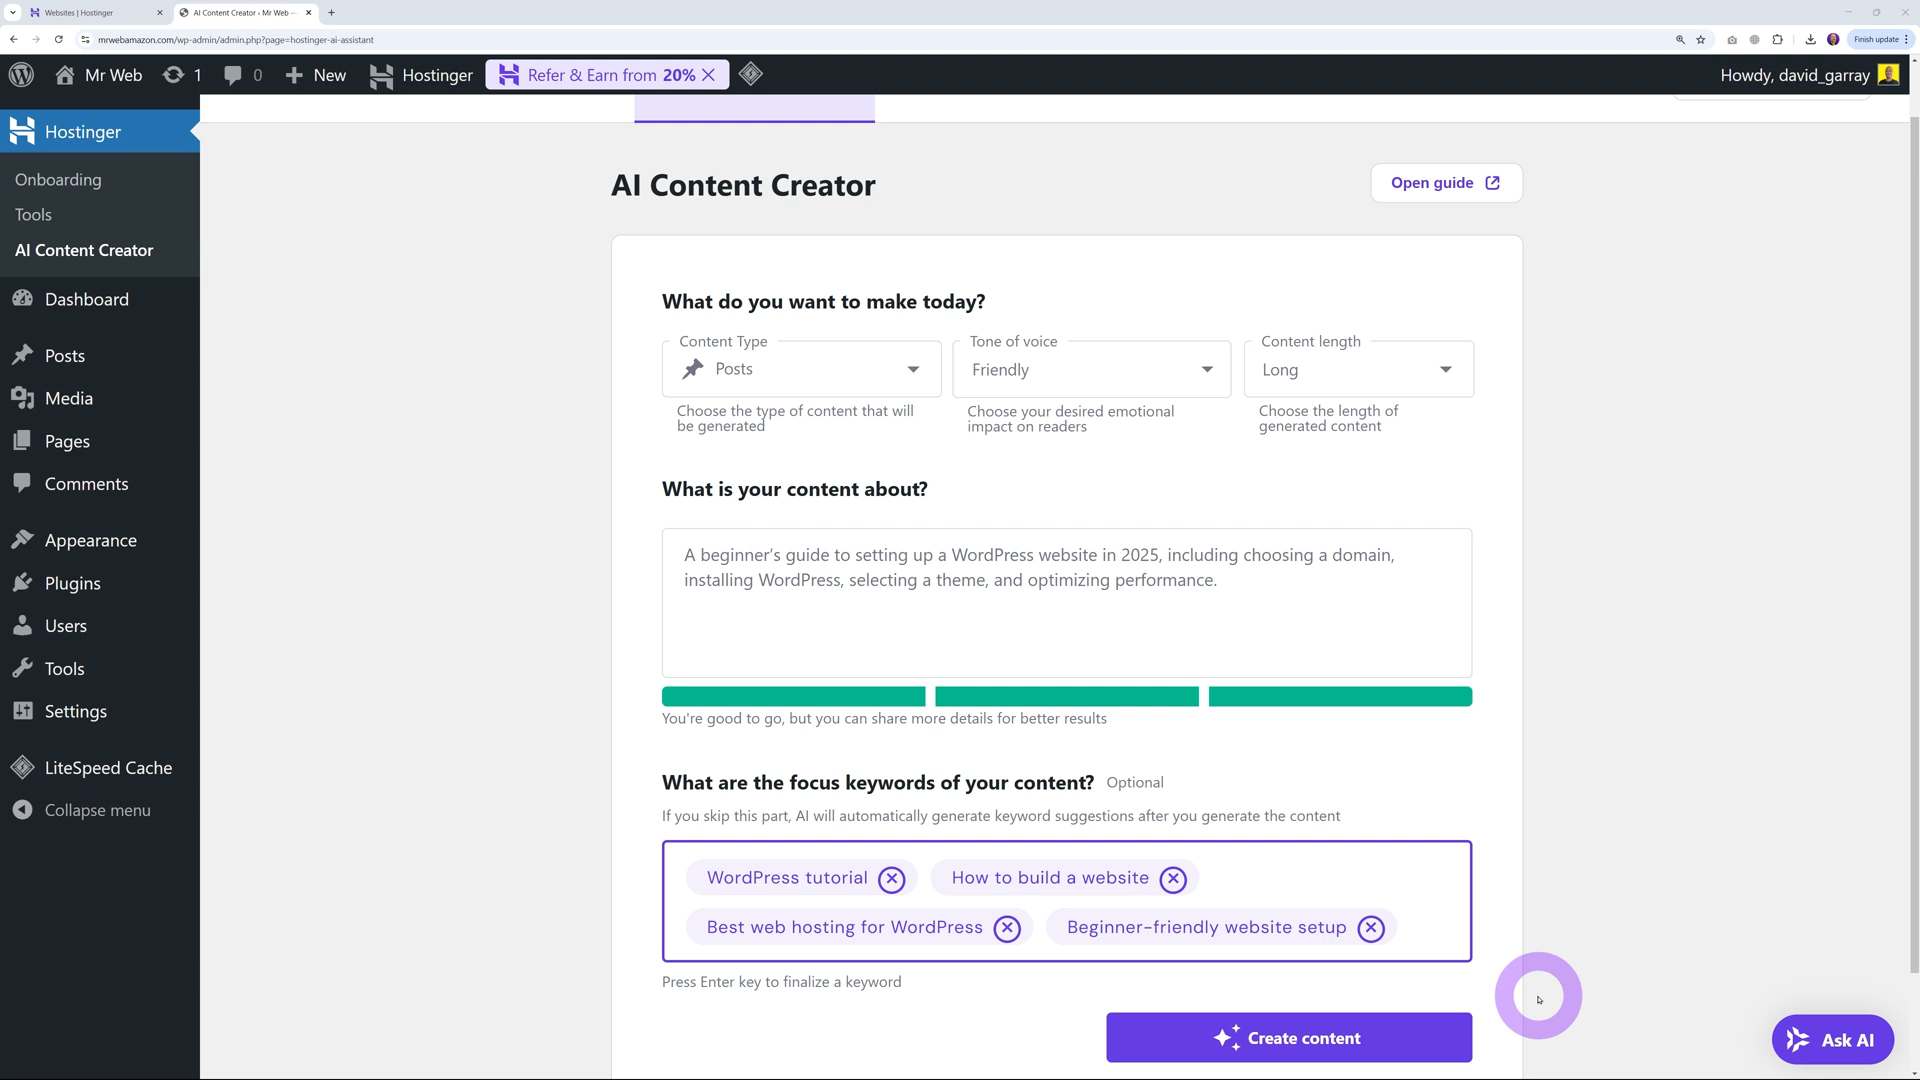 Websites | Hostinger
AI Content Creator ‹ Mr Web —
mrwebamazon.com/wp-admin/admin.php?page=hostinger-ai-assistant
Finish update
Mr Web
1
0
New
Hostinger
Refer & Earn from 20%
Howdy, david_garray
Hostinger
Onboarding
Tools
AI Content Creator
Dashboard
Posts
Media
Pages
Comments
Appearance
Plugins
Users
Tools
Settings
LiteSpeed Cache
Collapse menu
AI Content Creator
Open guide
What do you want to make today?
Content Type
Posts
Choose the type of content that will
be generated
Tone of voice
Friendly
Choose your desired emotional
impact on readers
Content length
Long
Choose the length of
generated content
What is your content about?
A beginner’s guide to setting up a WordPress website in 2025, including choosing a domain,
installing WordPress, selecting a theme, and optimizing performance.
You're good to go, but you can share more details for better results
What are the focus keywords of your content? Optional
If you skip this part, AI will automatically generate keyword suggestions after you generate the content
WordPress tutorial
How to build a website
Best web hosting for WordPress
Beginner-friendly website setup
Press Enter key to finalize a keyword
Create content
Ask AI